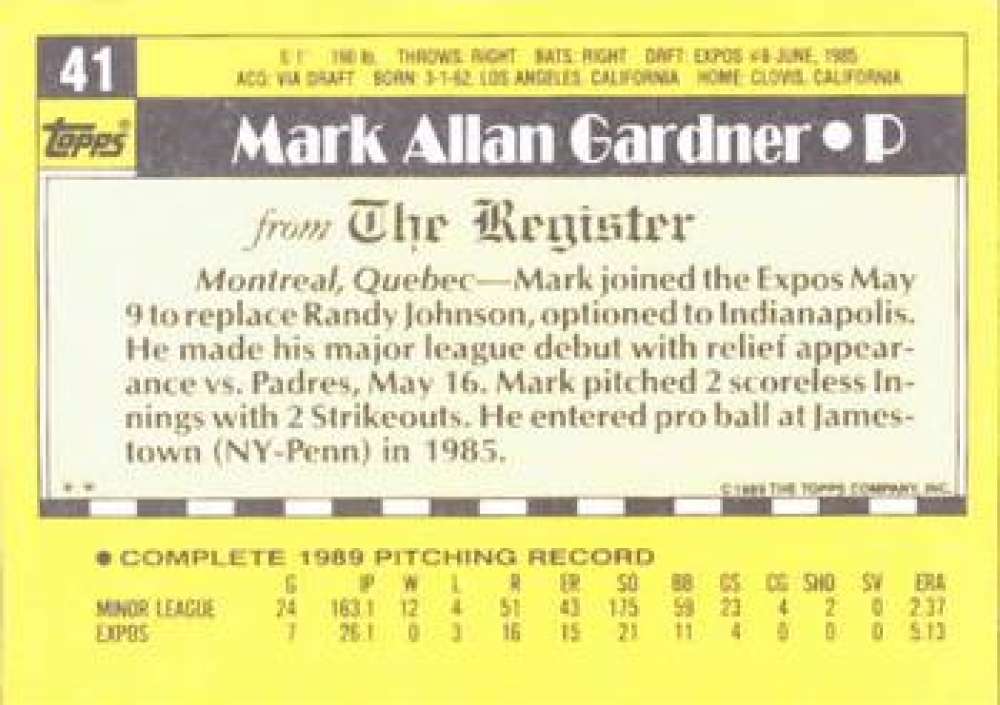 41
6'1" 190 lb. THROWS: RIGHT BATS: RIGHT DRFT: EXPOS #8-JUNE, 1985
ACQ: VIA DRAFT BORN: 3-1-62, LOS ANGELES, CALIFORNIA HOME: CLOVIS, CALIFORNIA
Topps®
Mark Allan Gardner • P
from The Register
Montreal, Quebec—Mark joined the Expos May
9 to replace Randy Johnson, optioned to Indianapolis.
He made his major league debut with relief appear-
ance vs. Padres, May 16. Mark pitched 2 scoreless In-
nings with 2 Strikeouts. He entered pro ball at James-
town (NY-Penn) in 1985.
* * © 1989 THE TOPPS COMPANY, INC.
• COMPLETE 1989 PITCHING RECORD
G IP W L R ER SO BB GS CG SHO SV ERA
MINOR LEAGUE 24 163.1 12 4 51 43 175 59 23 4 2 0 2.37
EXPOS 7 26.1 0 3 16 15 21 11 4 0 0 0 5.13